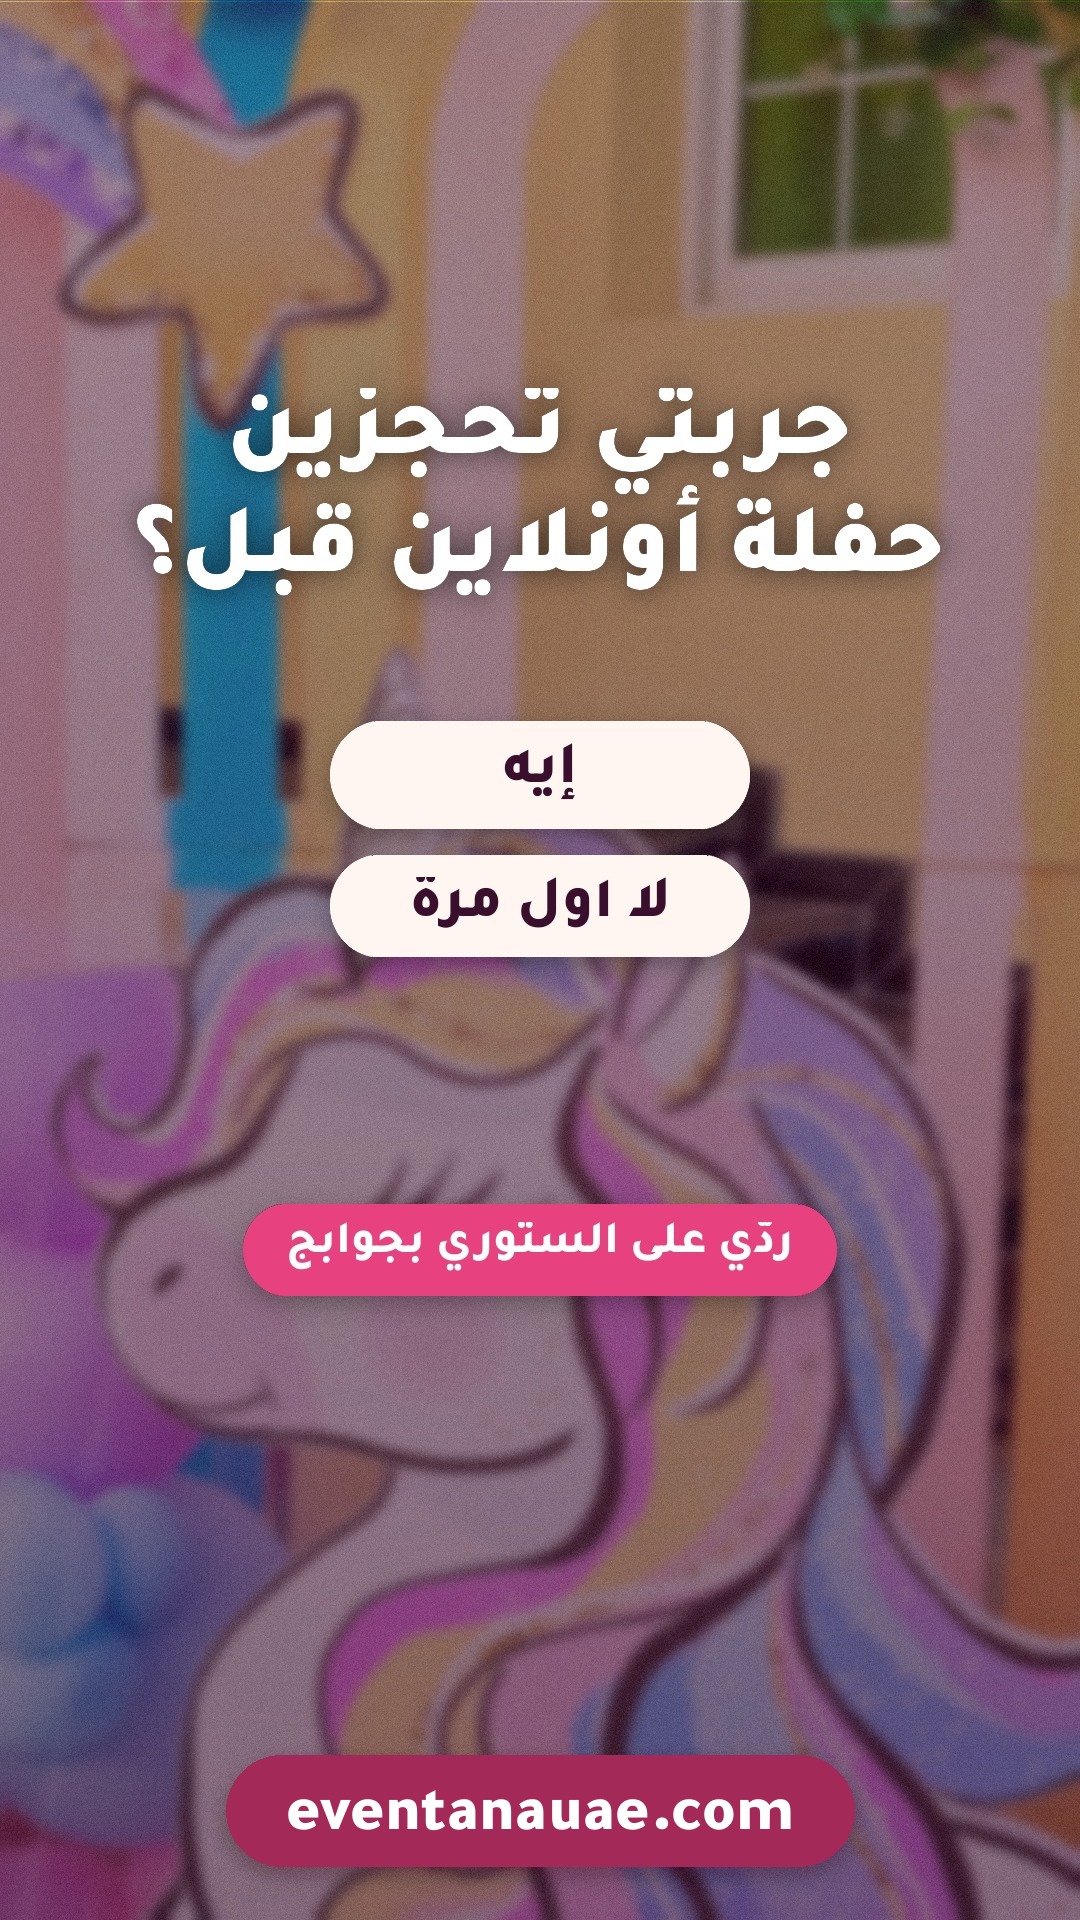 جربتي تحجزين
حفلة أونلاين قبل؟
إيه
لا اول مرة
ردّي على الستوري بجوابج
eventanauae.com